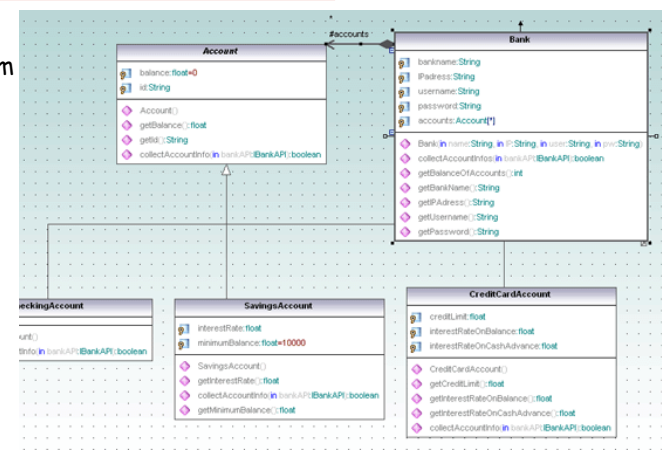 m
#accounts
*
Account
balance:float=0
id:String
Account()
getBalance():float
getId():String
collectAccountInfo(in bankAPI:IBankAPI):boolean
Bank
bankname:String
IPadress:String
username:String
password:String
accounts:Account[*]
Bank(in name:String, in IP:String, in user:String, in pw:String)
collectAccountInfos(in bankAPI:IBankAPI):boolean
getBalanceOfAccounts():int
getBankName():String
getIPAdress():String
getUsername():String
getPassword():String
eckingAccount
unt()
tInfo(in bankAPI:IBankAPI):boolean
SavingsAccount
interestRate:float
minimumBalance:float=10000
SavingsAccount()
getInterestRate():float
collectAccountInfo(in bankAPI:IBankAPI):boolean
getMinimumBalance():float
CreditCardAccount
creditLimit:float
interestRateOnBalance:float
interestRateOnCashAdvance:float
CreditCardAccount()
getCreditLimit():float
getInterestRateOnBalance():float
getInterestRateOnCashAdvance():float
collectAccountInfo(in bankAPI:IBankAPI):boolean